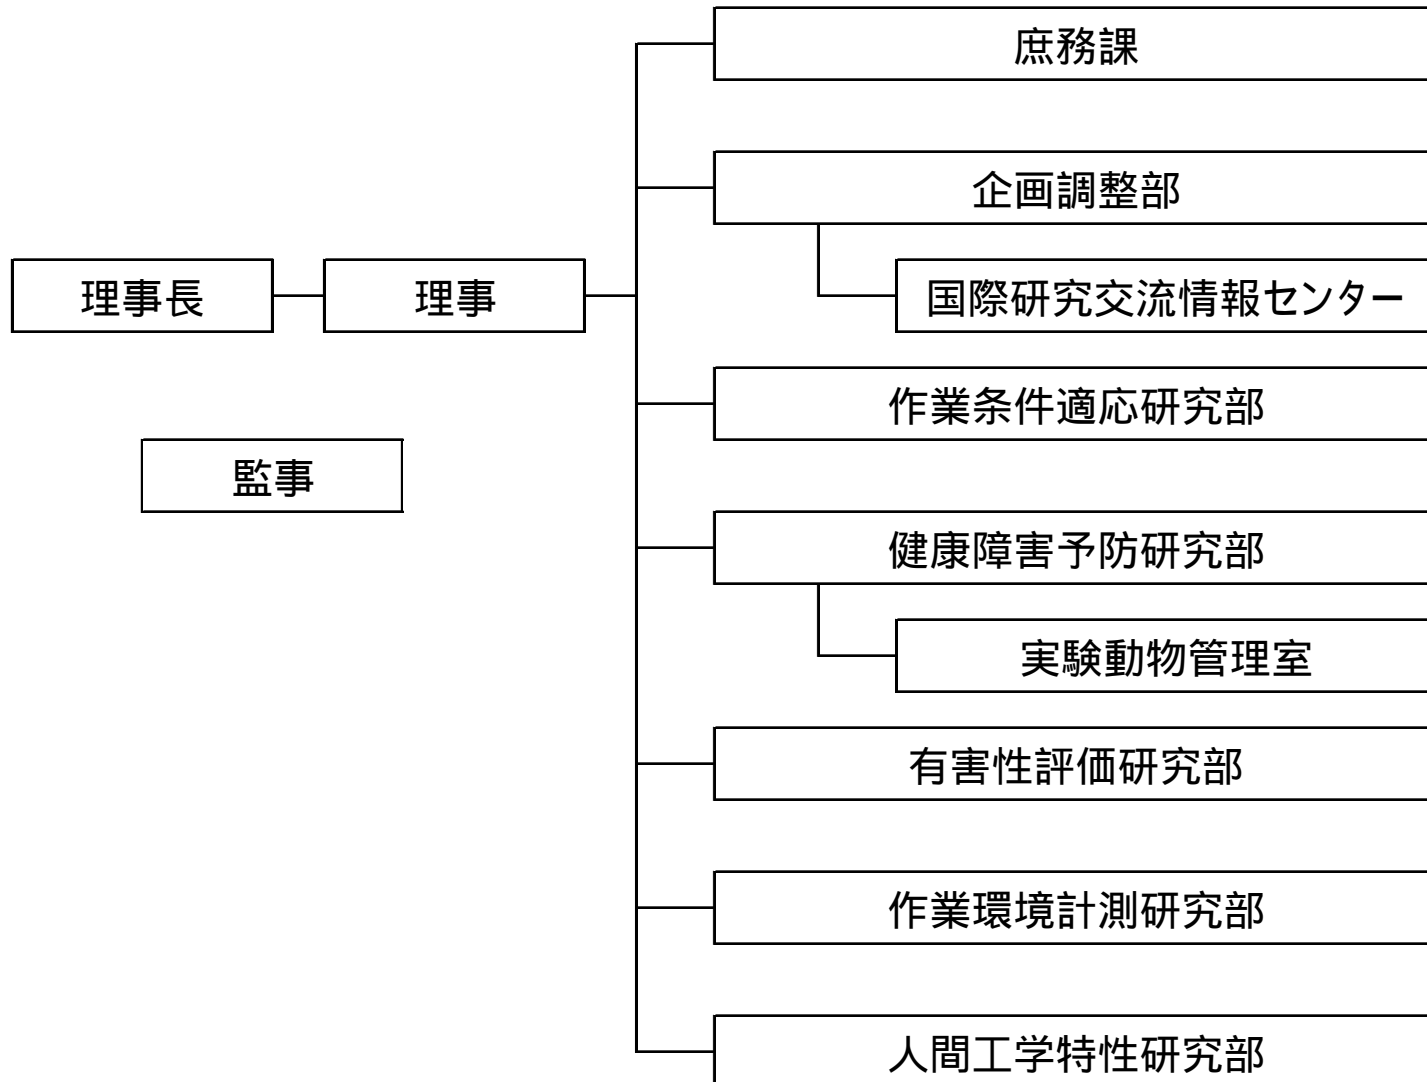 庶務課
企画調整部
国際研究交流情報センター
理事長
理事
作業条件適応研究部
監事
健康障害予防研究部
実験動物管理室
有害性評価研究部
作業環境計測研究部
人間工学特性研究部